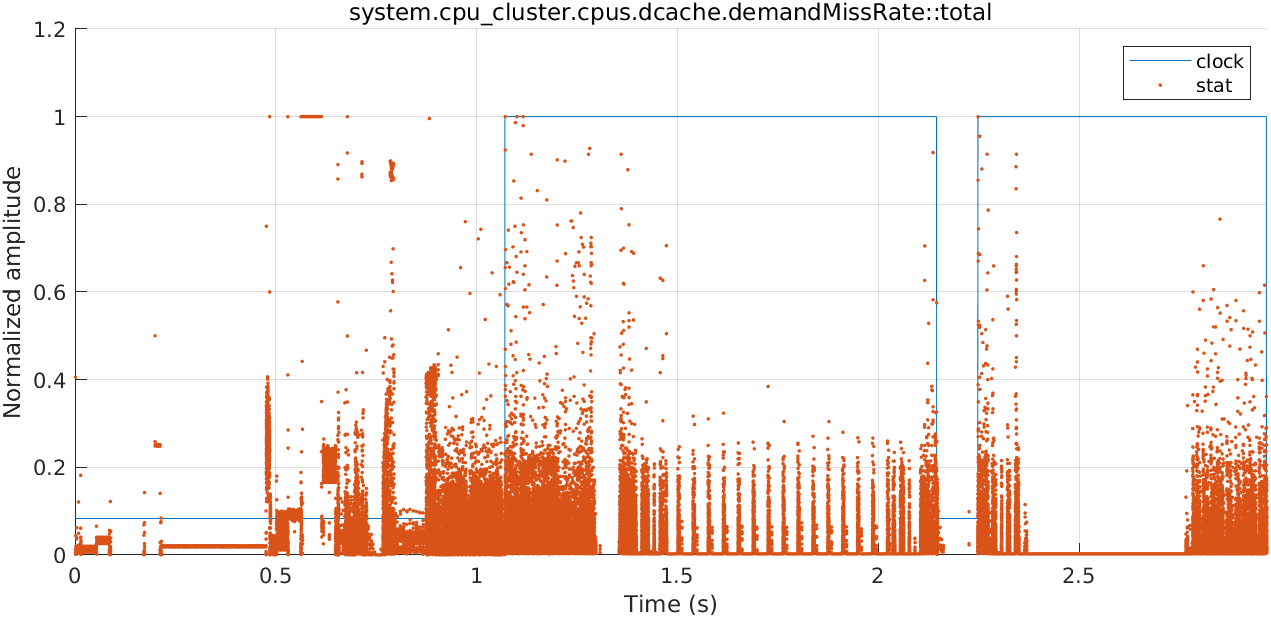 system.cpu_cluster.cpus.dcache.demandMissRate::total
1.2
1
0.8
0.6
0.4
0.2
0
Normalized amplitude
clock
stat
0
0.5
1
1.5
2
2.5
Time (s)